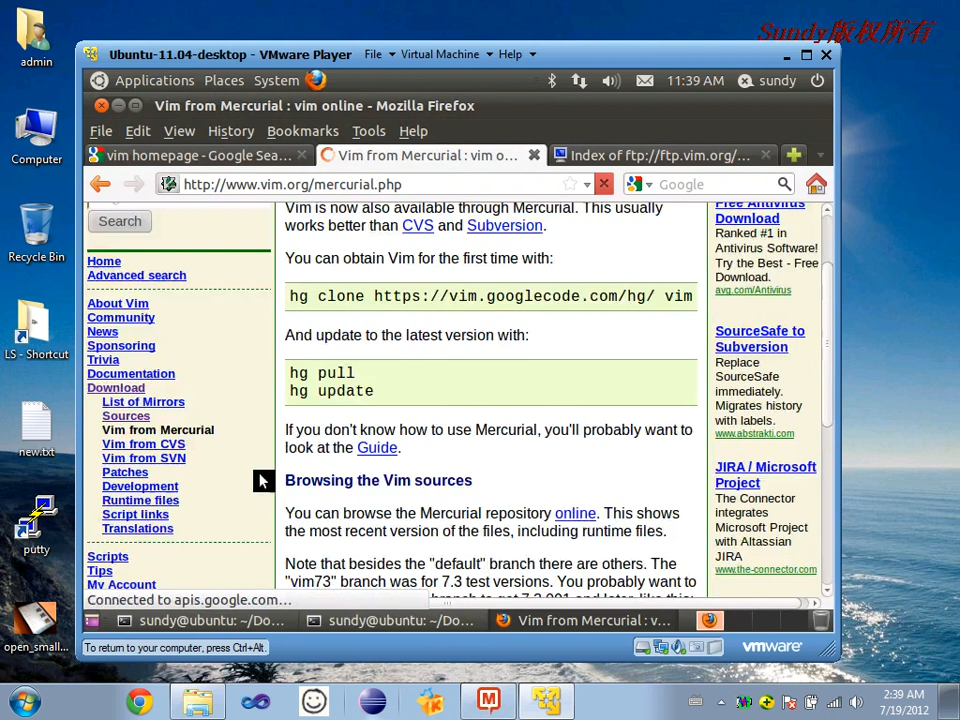 Sundy版权所有
admin
Computer
Recycle Bin
LS - Shortcut
new.txt
putty
open_small...
Ubuntu-11.04-desktop - VMware Player File Virtual Machine Help
Applications Places System 11:39 AM sundy
Vim from Mercurial : vim online - Mozilla Firefox
File Edit View History Bookmarks Tools Help
vim homepage - Google Sea... Vim from Mercurial : vim o... Index of ftp://ftp.vim.org/...
http://www.vim.org/mercurial.php Google
Search
Home
Advanced search
About Vim
Community
News
Sponsoring
Trivia
Documentation
Download
List of Mirrors
Sources
Vim from Mercurial
Vim from CVS
Vim from SVN
Patches
Development
Runtime files
Script links
Translations
Scripts
Tips
My Account
Vim is now also available through Mercurial. This usually
works better than CVS and Subversion.
You can obtain Vim for the first time with:
hg clone https://vim.googlecode.com/hg/ vim
And update to the latest version with:
hg pull
hg update
If you don't know how to use Mercurial, you'll probably want to
look at the Guide.
Browsing the Vim sources
You can browse the Mercurial repository online. This shows
the most recent version of the files, including runtime files.
Note that besides the "default" branch there are others. The
"vim73" branch was for 7.3 test versions. You probably want to
branch to get 7.3.001 and later, like this:
Free Antivirus
Download
Ranked #1 in
Antivirus Software!
Try the Best - Free
Download.
avg.com/Antivirus
SourceSafe to
Subversion
Replace
SourceSafe
immediately.
Migrates history
with labels.
www.abstrakti.com
JIRA / Microsoft
Project
The Connector
integrates
Microsoft Project
with Altassian
JIRA
www.the-connector.com
Connected to apis.google.com...
sundy@ubuntu: ~/Do... sundy@ubuntu: ~/Do... Vim from Mercurial : v...
To return to your computer, press Ctrl+Alt.
vmware
2:39 AM
7/19/2012